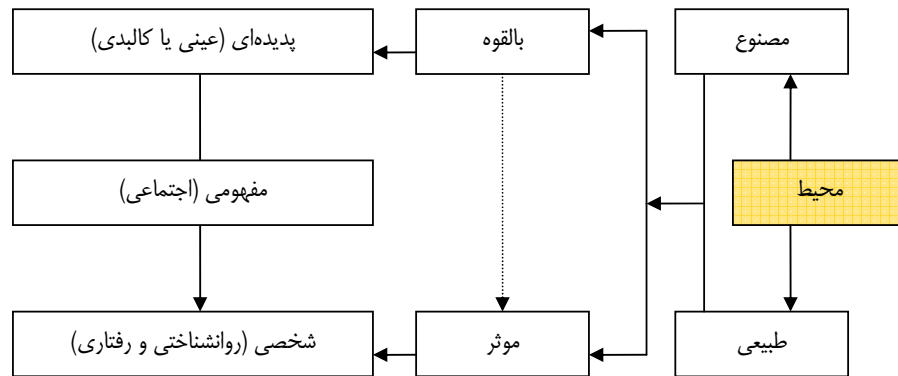 مصنوع
بالقوه
پدیده‌ای (عینی یا کالبدی)
محیط
مفهومی (اجتماعی)
طبیعی
موثر
شخصی (روانشناختی و رفتاری)